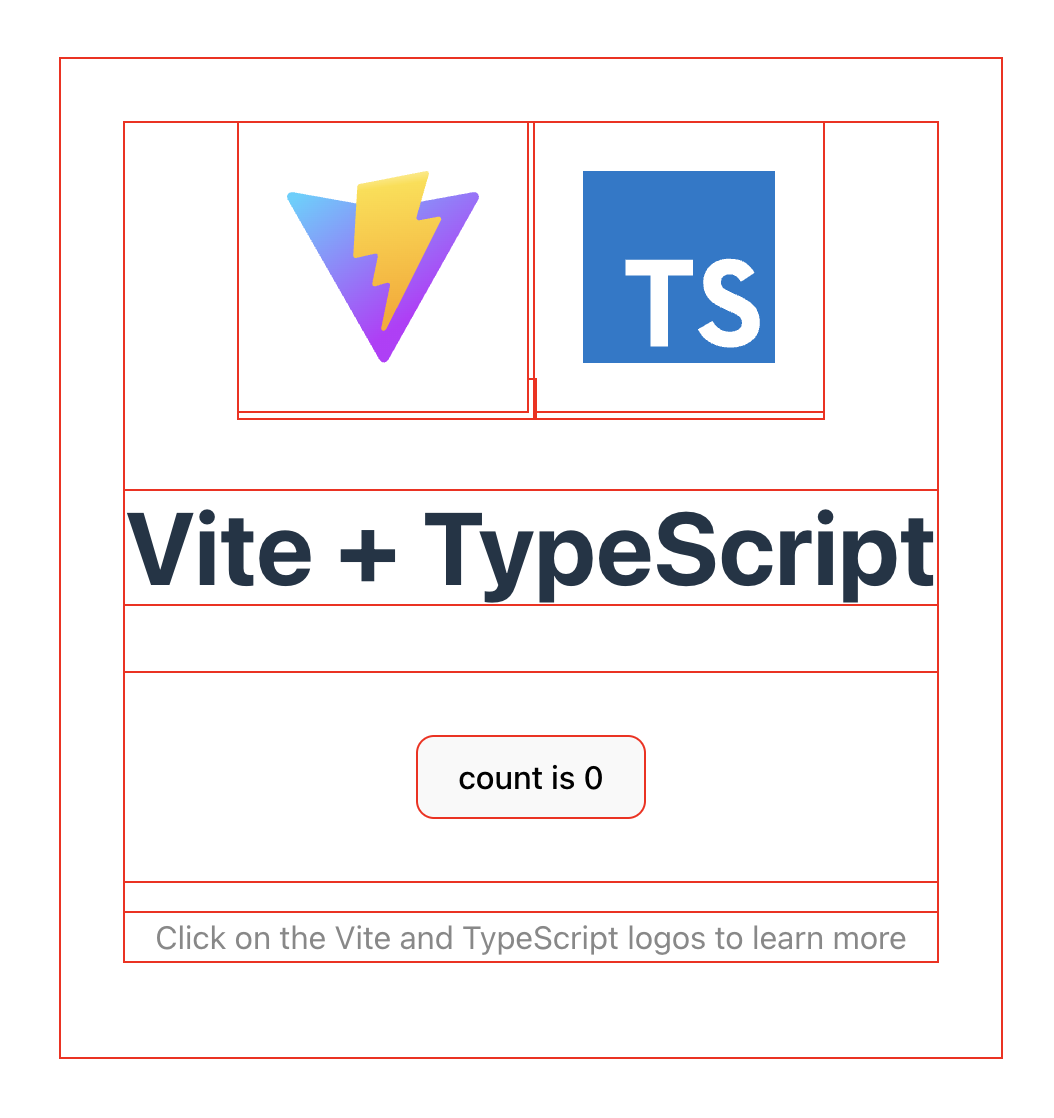 TS
Vite + TypeScript
count is 0
Click on the Vite and TypeScript logos to learn more